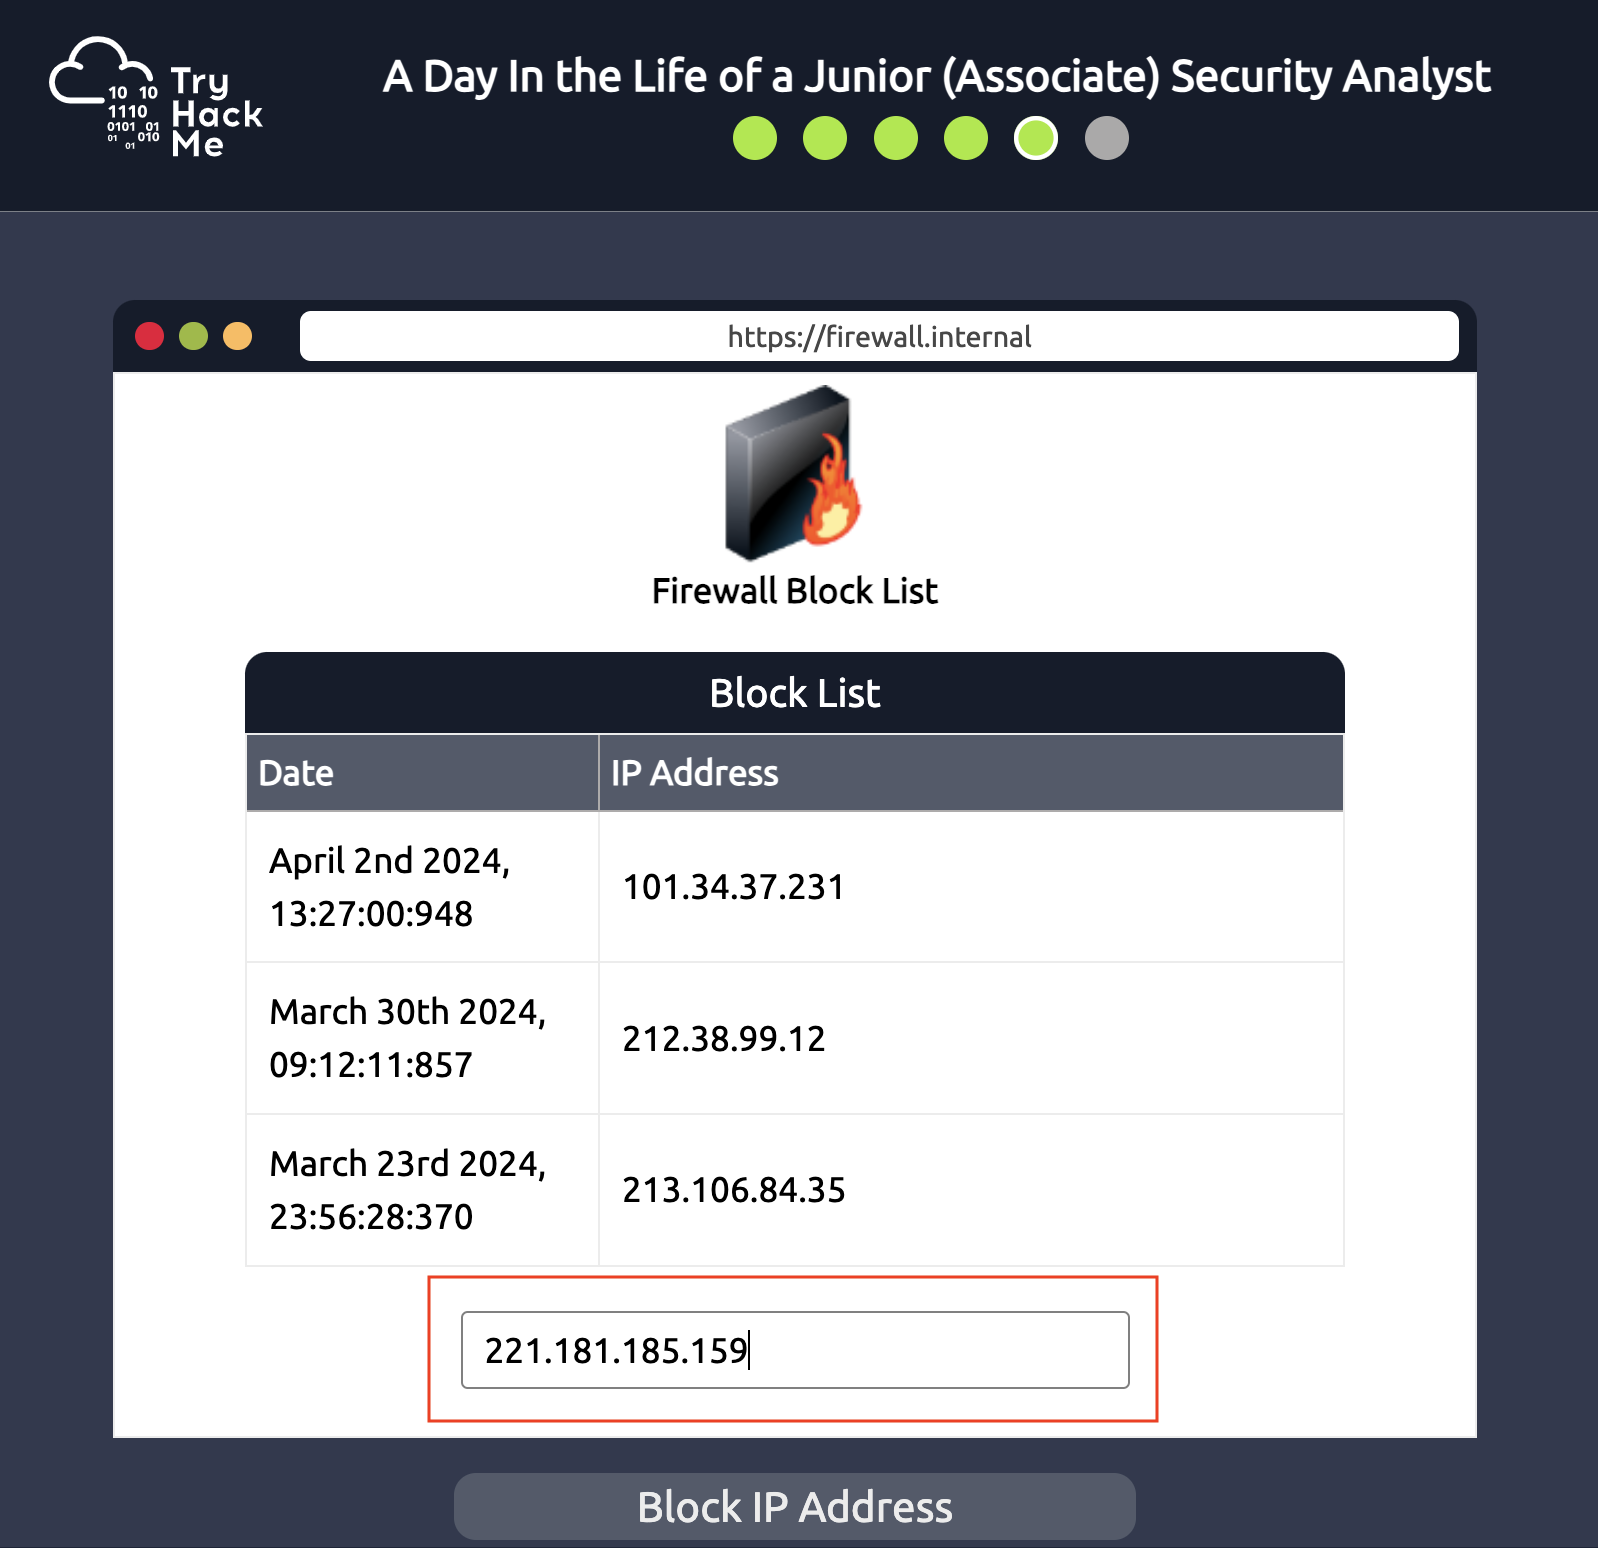 Try
Hack
Me
10 10
1110
0101 01
01 010
01
A Day In the Life of a Junior (Associate) Security Analyst
https://firewall.internal
Firewall Block List
Block List
Date IP Address
April 2nd 2024,
13:27:00:948
101.34.37.231
March 30th 2024,
09:12:11:857
212.38.99.12
March 23rd 2024,
23:56:28:370
213.106.84.35
221.181.185.159
Block IP Address